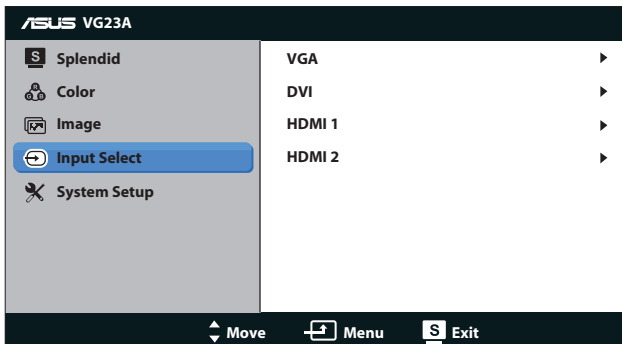 ASUS VG23A
S Splendid
R G B Color
Image
Input Select
System Setup
VGA
DVI
HDMI 1
HDMI 2
Move Menu S Exit